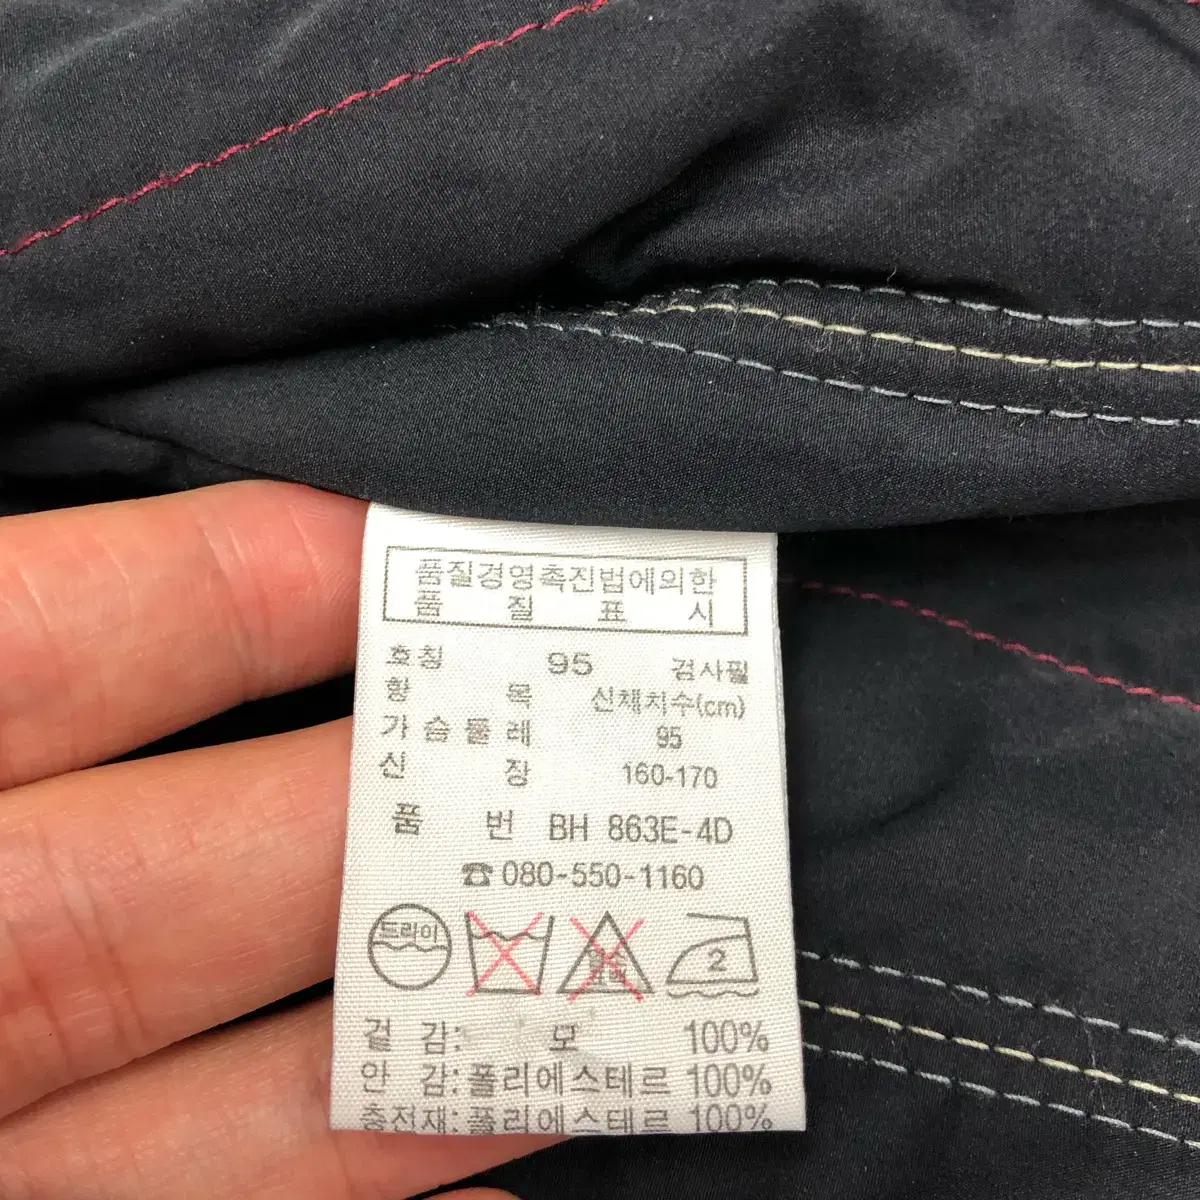 품질경영촉진법에의한
품 질 표 시
호칭 95 검사필
항 목 신체치수(cm)
가슴둘레 95
신 장 160-170
품 번 BH 863E-4D
☎080-550-1160
드라이
2
겉 감: 모 100%
안 감: 폴리에스테르 100%
충전재: 폴리에스테르 100%